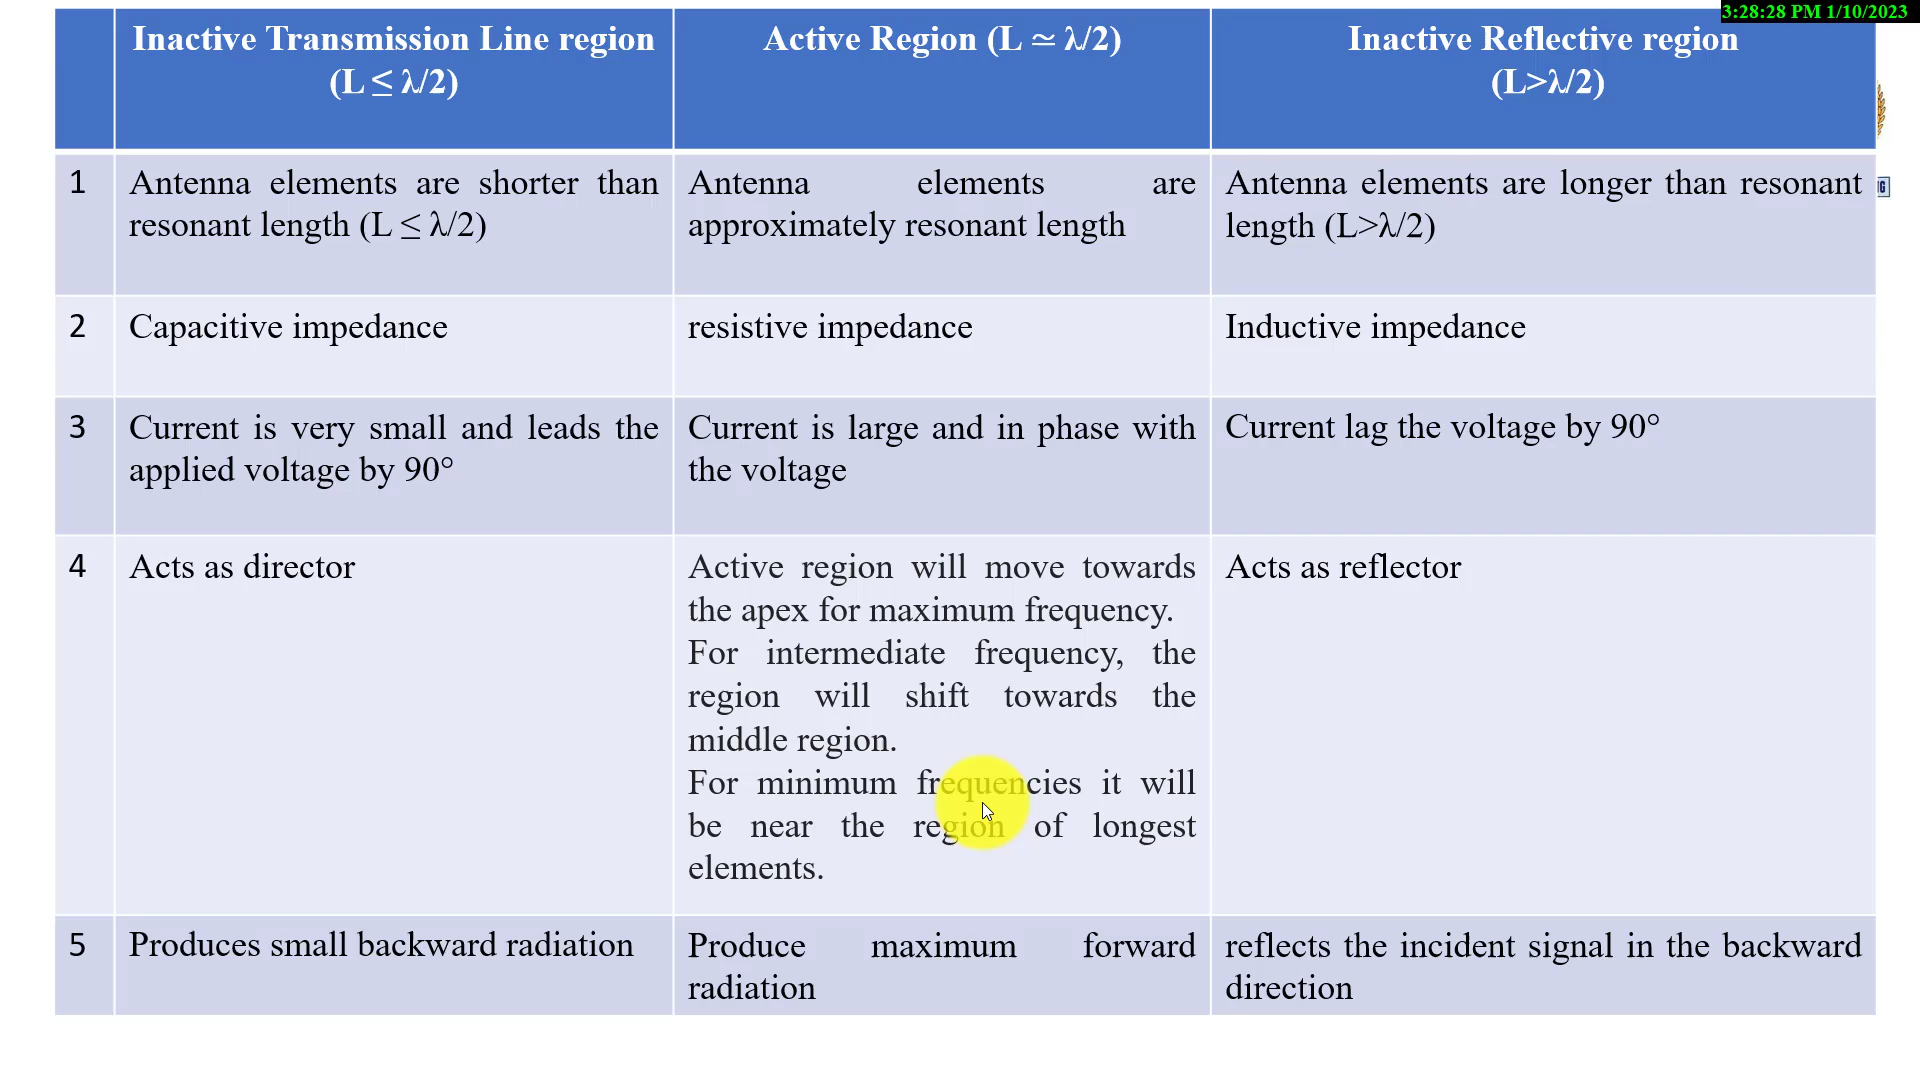 3:28:28 PM 1/10/2023
Inactive Transmission Line region
(L ≤ λ/2)
Active Region (L ≃ λ/2)
Inactive Reflective region
(L>λ/2)
1
Antenna elements are shorter than
resonant length (L ≤ λ/2)
Antenna elements are
approximately resonant length
Antenna elements are longer than resonant
length (L>λ/2)
2
Capacitive impedance
resistive impedance
Inductive impedance
3
Current is very small and leads the
applied voltage by 90°
Current is large and in phase with
the voltage
Current lag the voltage by 90°
4
Acts as director
Active region will move towards
the apex for maximum frequency.
For intermediate frequency, the
region will shift towards the
middle region.
For minimum frequencies it will
be near the region of longest
elements.
Acts as reflector
5
Produces small backward radiation
Produce maximum forward
radiation
reflects the incident signal in the backward
direction